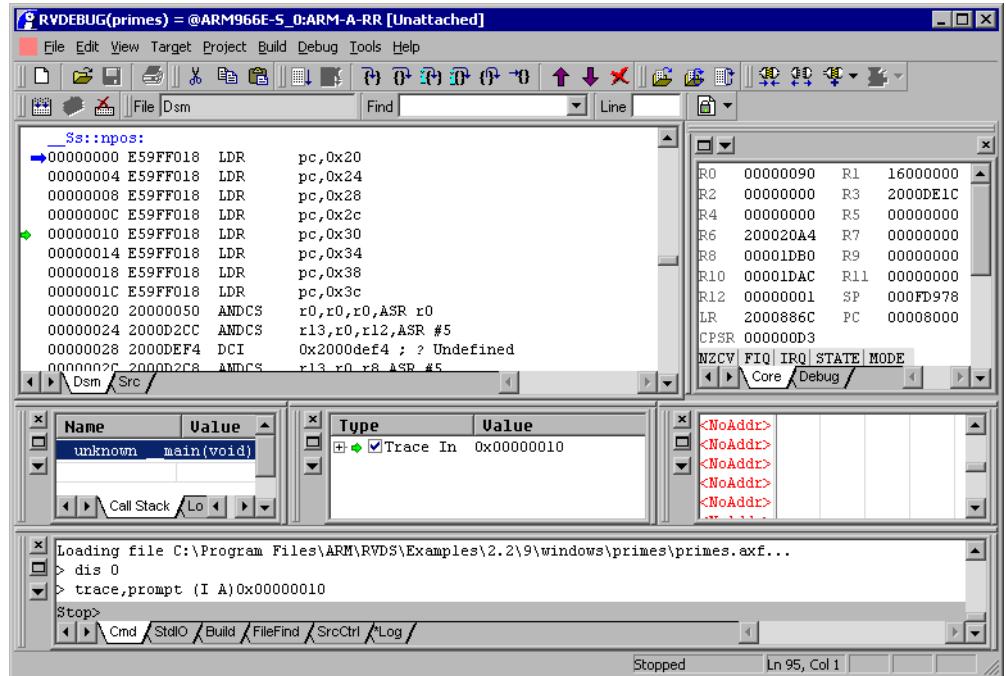 RVDEBUG(primes) = @ARM966E-S_0:ARM-A-RR [Unattached]
File Edit View Target Project Build Debug Tools Help
File Dsm Find Line
__Ss::npos:
00000000 E59FF018 LDR pc,0x20
00000004 E59FF018 LDR pc,0x24
00000008 E59FF018 LDR pc,0x28
0000000C E59FF018 LDR pc,0x2c
00000010 E59FF018 LDR pc,0x30
00000014 E59FF018 LDR pc,0x34
00000018 E59FF018 LDR pc,0x38
0000001C E59FF018 LDR pc,0x3c
00000020 20000050 ANDCS r0,r0,r0,ASR r0
00000024 2000D2CC ANDCS r13,r0,r12,ASR #5
00000028 2000DEF4 DCI 0x2000def4 ; ? Undefined
0000002C 2000D2C8 ANDCS r13,r0,r8,ASR #5
Dsm Src
R0 00000090 R1 16000000
R2 00000000 R3 2000DE1C
R4 00000000 R5 00000000
R6 200020A4 R7 00000000
R8 00001DB0 R9 00000000
R10 00001DAC R11 00000000
R12 00000001 SP 000FD978
LR 2000886C PC 00008000
CPSR 000000D3
NZCV FIQ IRQ STATE MODE
Core Debug
Name Value
unknown __main(void)
Call Stack Lo
Type Value
Trace In 0x00000010
<NoAddr>
<NoAddr>
<NoAddr>
<NoAddr>
<NoAddr>
Loading file C:\Program Files\ARM\RVDS\Examples\2.2\9\windows\primes\primes.axf...
> dis 0
> trace,prompt (I A)0x00000010
Stop>
Cmd StdIO Build FileFind SrcCtrl *Log
Stopped Ln 95, Col 1